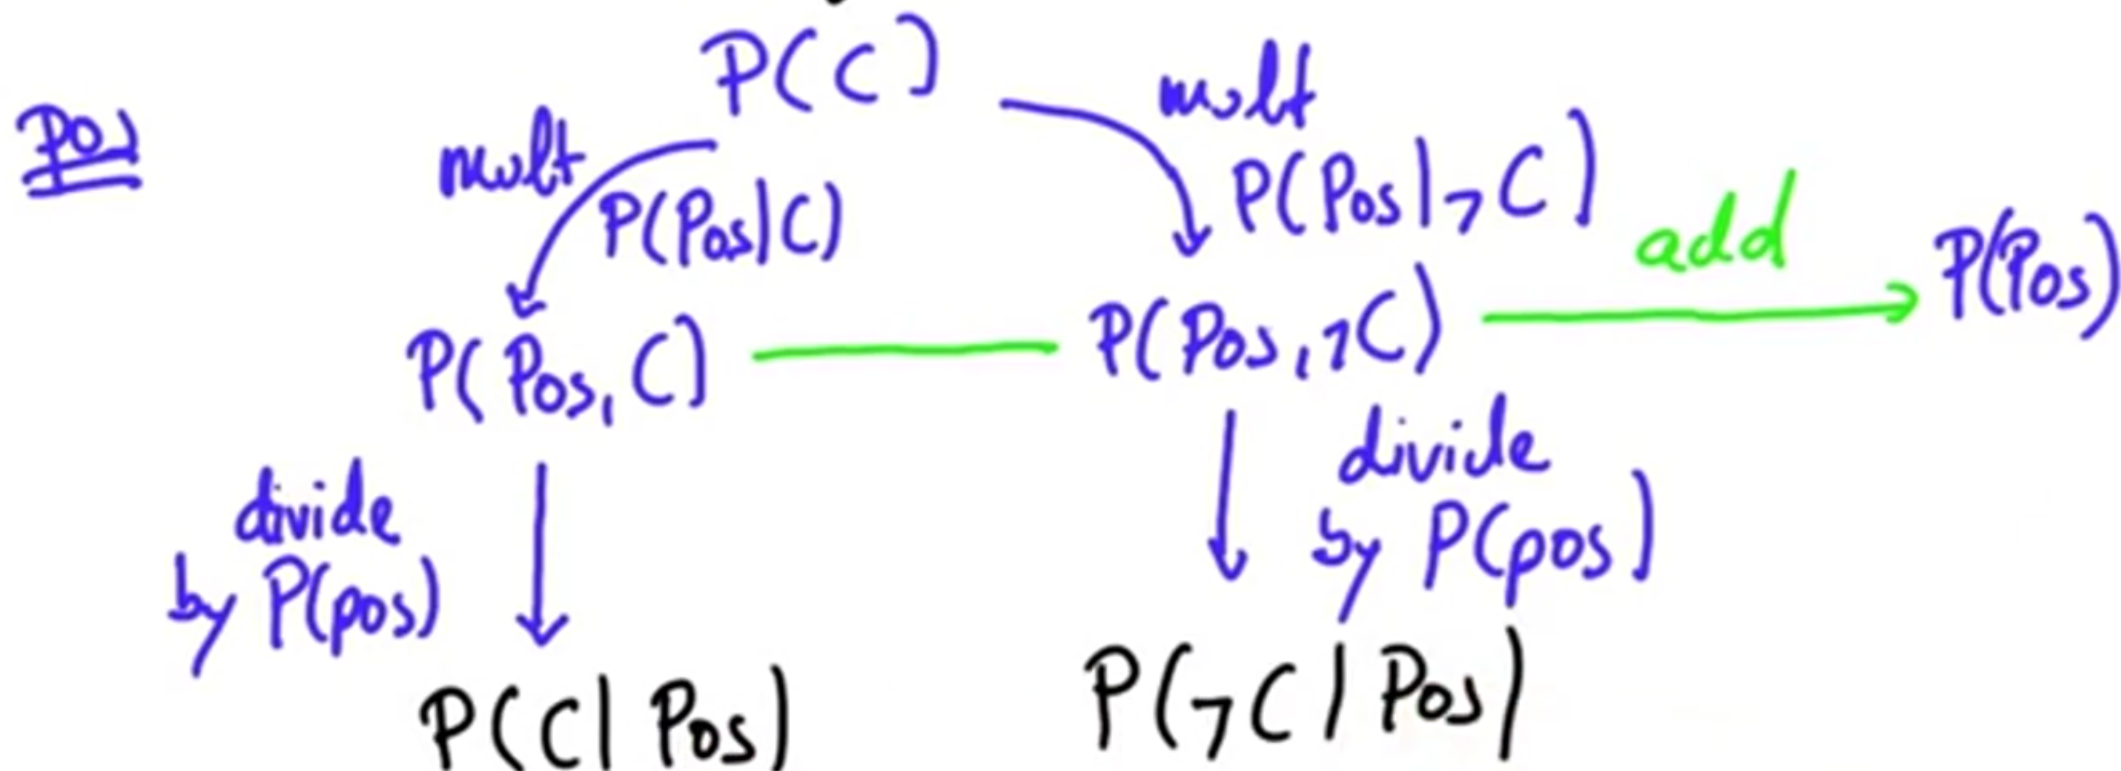 P(C)
Pos
mult
mult
P(Pos|C)
P(Pos|¬C)
add
P(Pos)
P(Pos,C)
P(Pos,¬C)
divide
by P(pos)
divide
by P(pos)
P(C|Pos)
P(¬C|Pos)